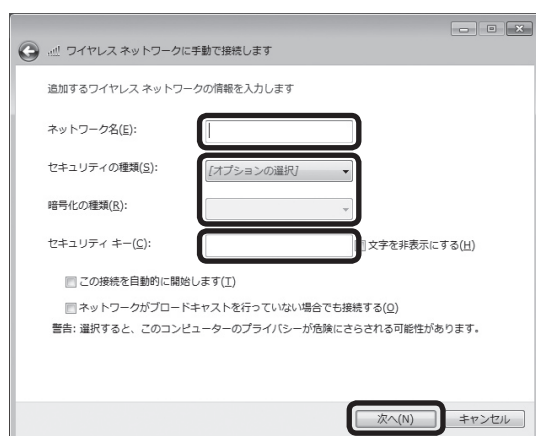 ワイヤレス ネットワークに手動で接続します
追加するワイヤレス ネットワークの情報を入力します
ネットワーク名(E):
セキュリティの種類(S): [オプションの選択]
暗号化の種類(R):
セキュリティ キー(C): 文字を非表示にする(H)
この接続を自動的に開始します(T)
ネットワークがブロードキャストを行っていない場合でも接続する(O)
警告: 選択すると、このコンピューターのプライバシーが危険にさらされる可能性があります。
次へ(N) キャンセル